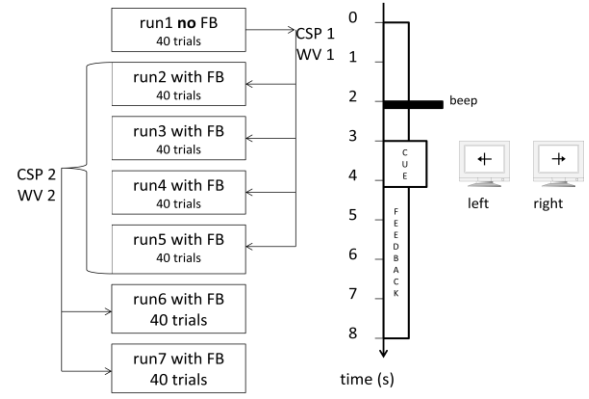 run1 no FB
40 trials
run2 with FB
40 trials
run3 with FB
40 trials
run4 with FB
40 trials
run5 with FB
40 trials
run6 with FB
40 trials
run7 with FB
40 trials
CSP 1
WV 1
CSP 2
WV 2
0
1
2
3
4
5
6
7
8
time (s)
beep
CUE
FEEDBACK
left
right